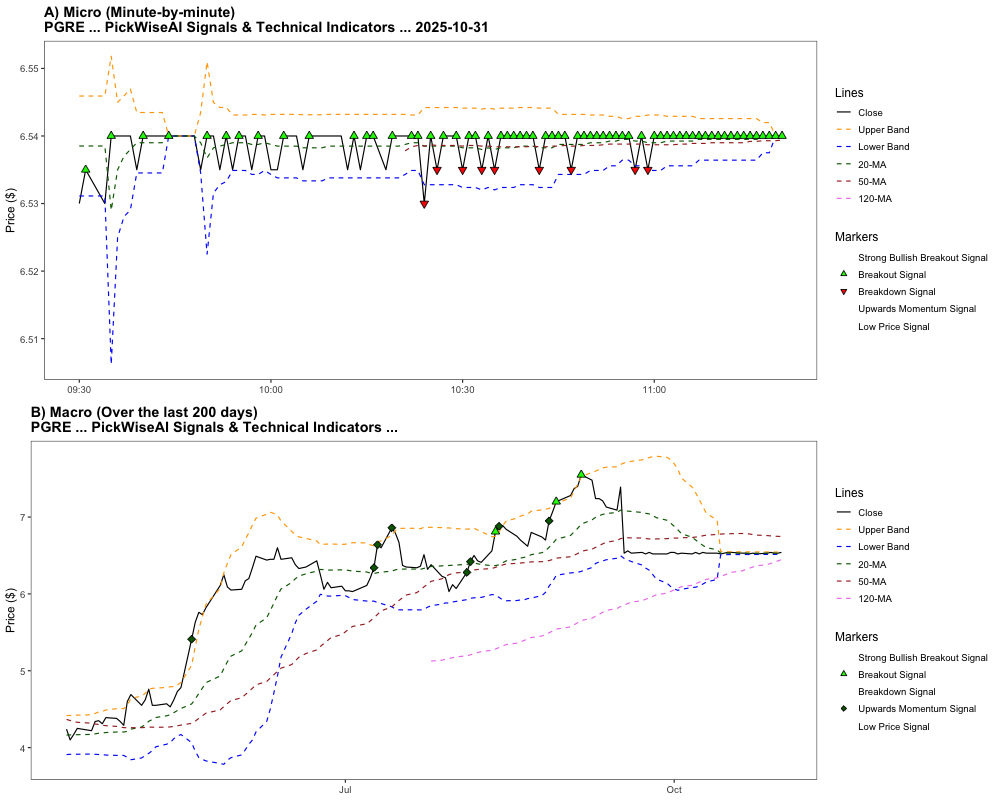 A) Micro (Minute-by-minute)
PGRE ... PickWiseAI Signals & Technical Indicators ... 2025-10-31
Price ($)
6.55
6.54
6.53
6.52
6.51
09:30
10:00
10:30
11:00
Lines
Close
Upper Band
Lower Band
20-MA
50-MA
120-MA
Markers
Strong Bullish Breakout Signal
Breakout Signal
Breakdown Signal
Upwards Momentum Signal
Low Price Signal
B) Macro (Over the last 200 days)
PGRE ... PickWiseAI Signals & Technical Indicators ...
Price ($)
7
6
5
4
Jul
Oct
Lines
Close
Upper Band
Lower Band
20-MA
50-MA
120-MA
Markers
Strong Bullish Breakout Signal
Breakout Signal
Breakdown Signal
Upwards Momentum Signal
Low Price Signal